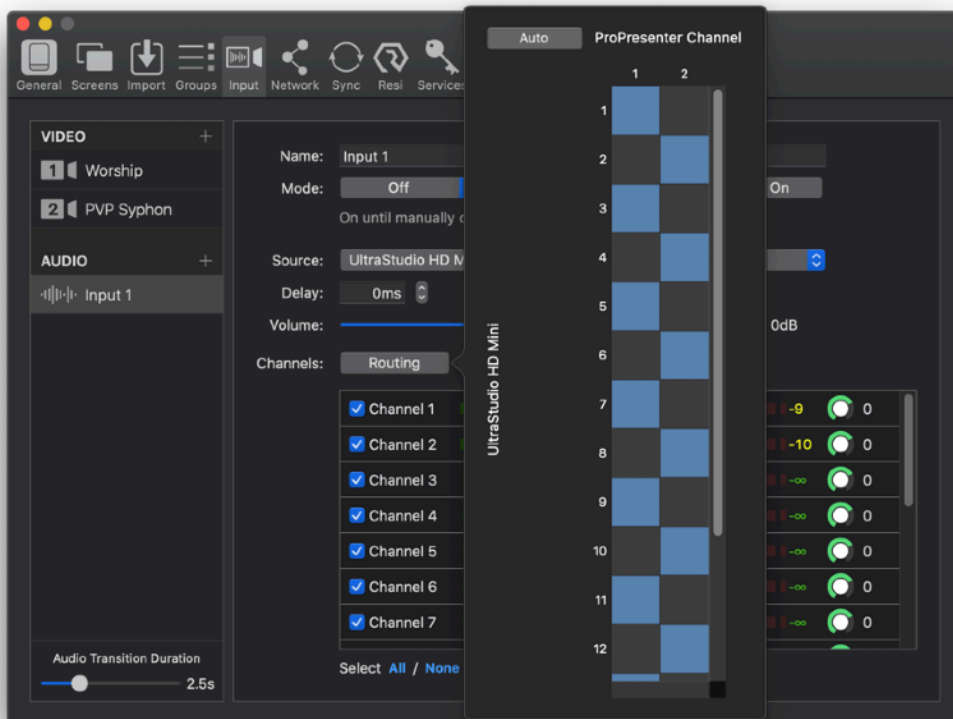 General Screens Import Groups Input Network Sync Resi Services
VIDEO +
1 Worship
2 PVP Syphon
AUDIO +
Input 1
Audio Transition Duration
2.5s
Name: Input 1
Mode: Off On
On until manually
Source: UltraStudio HD M
Delay: 0ms
Volume: 0dB
Channels: Routing
Channel 1 -9 0
Channel 2 -10 0
Channel 3 -∞ 0
Channel 4 -∞ 0
Channel 5 -∞ 0
Channel 6 -∞ 0
Channel 7 -∞ 0
Select All / None
Auto ProPresenter Channel
1 2
UltraStudio HD Mini
1
2
3
4
5
6
7
8
9
10
11
12